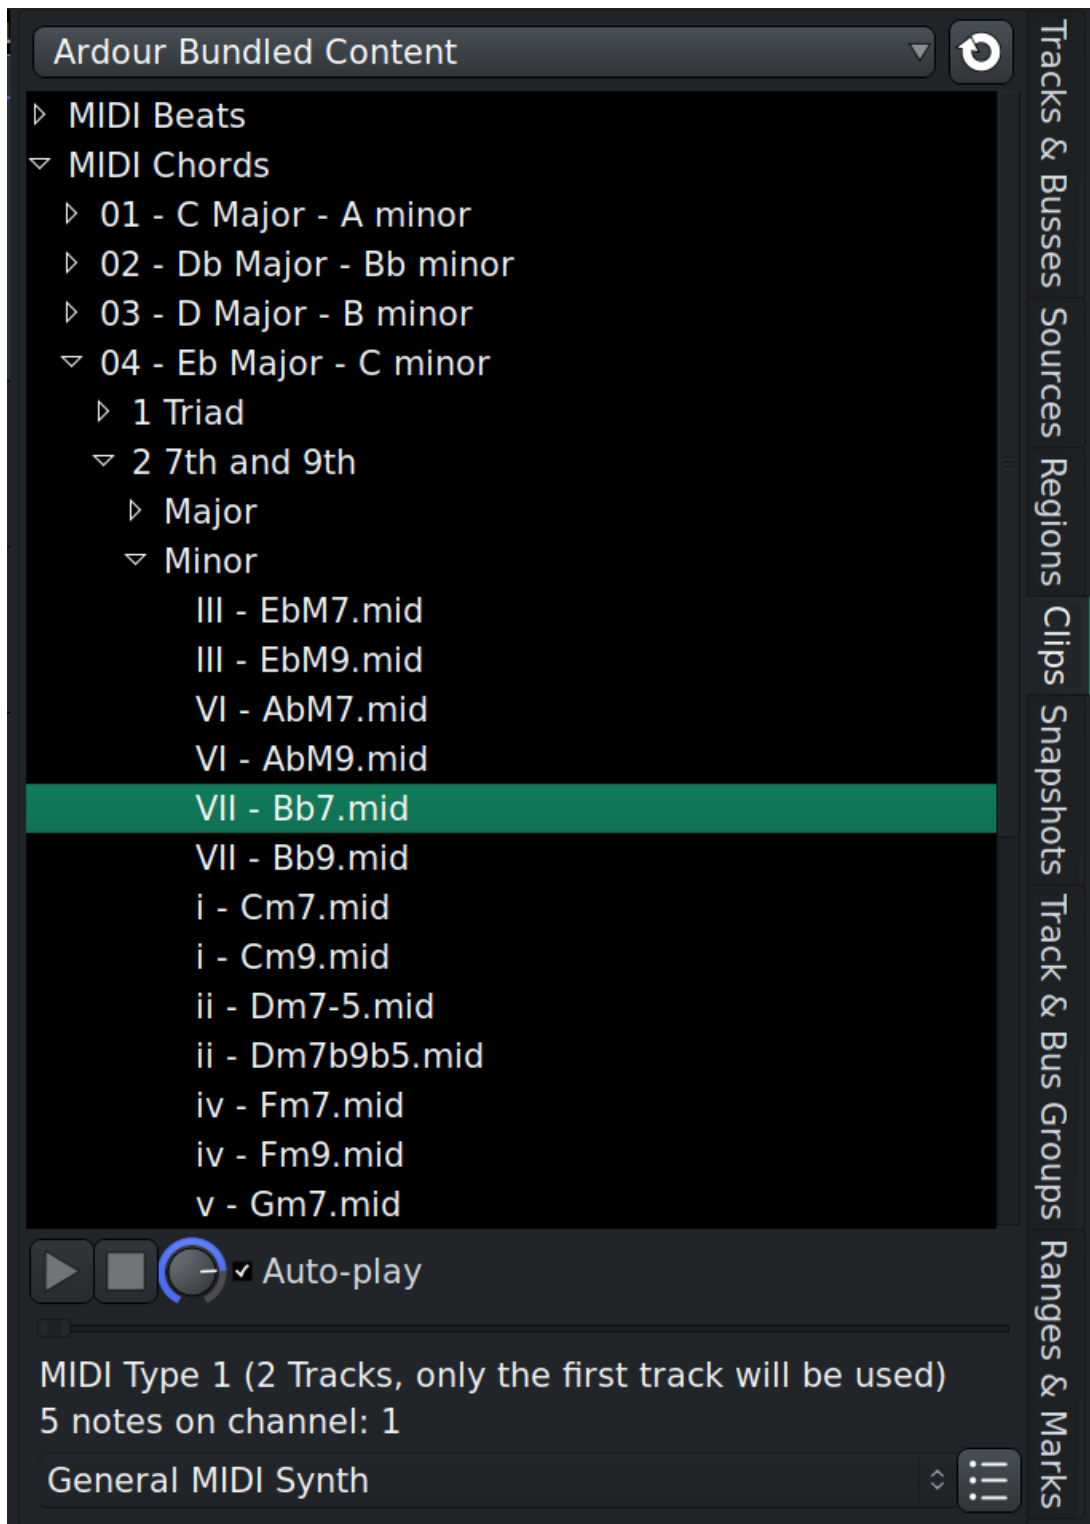 Ardour Bundled Content
MIDI Beats
MIDI Chords
01 - C Major - A minor
02 - Db Major - Bb minor
03 - D Major - B minor
04 - Eb Major - C minor
1 Triad
2 7th and 9th
Major
Minor
III - EbM7.mid
III - EbM9.mid
VI - AbM7.mid
VI - AbM9.mid
VII - Bb7.mid
VII - Bb9.mid
i - Cm7.mid
i - Cm9.mid
ii - Dm7-5.mid
ii - Dm7b9b5.mid
iv - Fm7.mid
iv - Fm9.mid
v - Gm7.mid
Auto-play
MIDI Type 1 (2 Tracks, only the first track will be used)
5 notes on channel: 1
General MIDI Synth
Tracks & Busses
Sources
Regions
Clips
Snapshots
Track & Bus Groups
Ranges & Marks